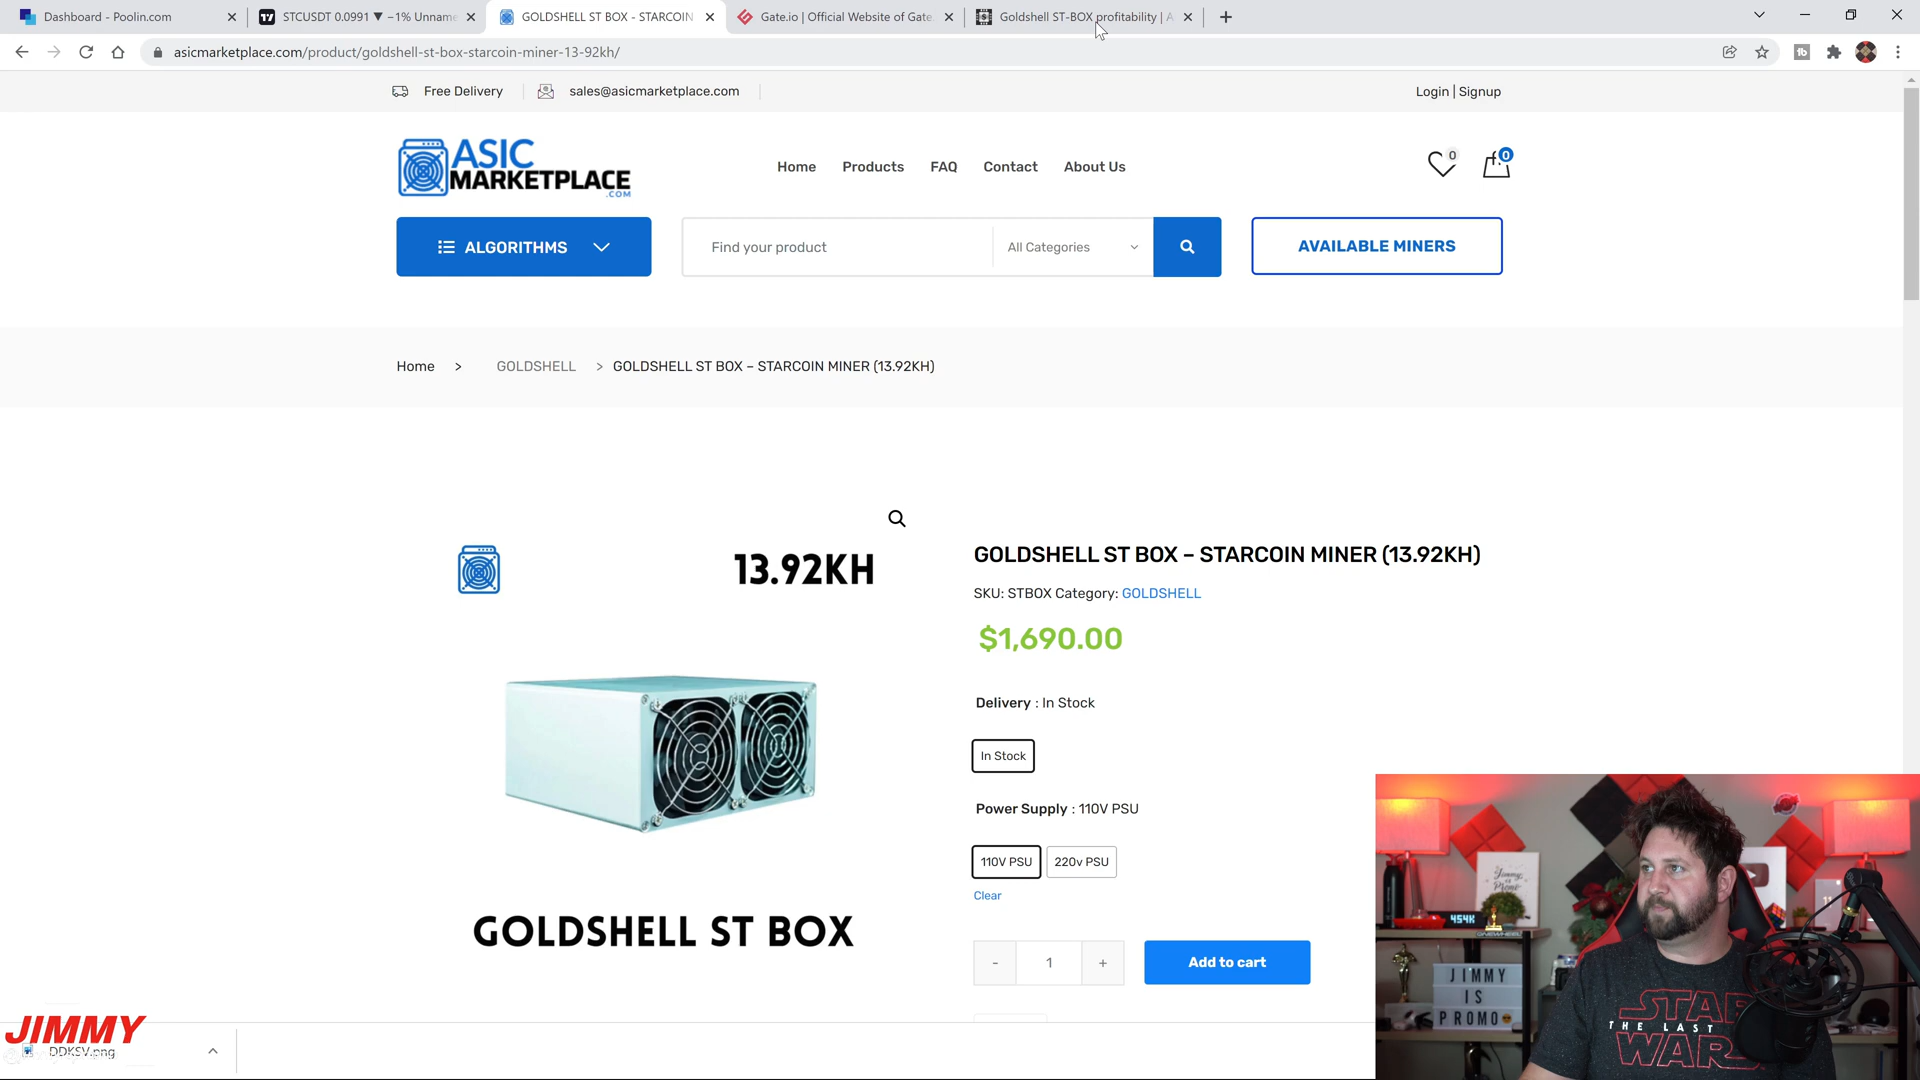 Dashboard - Poolin.com
STCUSDT 0.0991 ▼ −1% Unname
GOLDSHELL ST BOX - STARCOIN
Gate.io | Official Website of Gate.
Goldshell ST-BOX profitability | A
asicmarketplace.com/product/goldshell-st-box-starcoin-miner-13-92kh/
Free Delivery
sales@asicmarketplace.com
Login | Signup
ASIC
MARKETPLACE
.COM
Home
Products
FAQ
Contact
About Us
0
0
ALGORITHMS
Find your product
All Categories
AVAILABLE MINERS
Home > GOLDSHELL > GOLDSHELL ST BOX – STARCOIN MINER (13.92KH)
13.92KH
GOLDSHELL ST BOX
GOLDSHELL ST BOX – STARCOIN MINER (13.92KH)
SKU: STBOX Category: GOLDSHELL
$1,690.00
Delivery : In Stock
In Stock
Power Supply : 110V PSU
110V PSU
220v PSU
Clear
- 1 +
Add to cart
JIMMY
DDKSV.png
454K
JIMMY
IS
PROMO
STAR
THE LAST
WARS